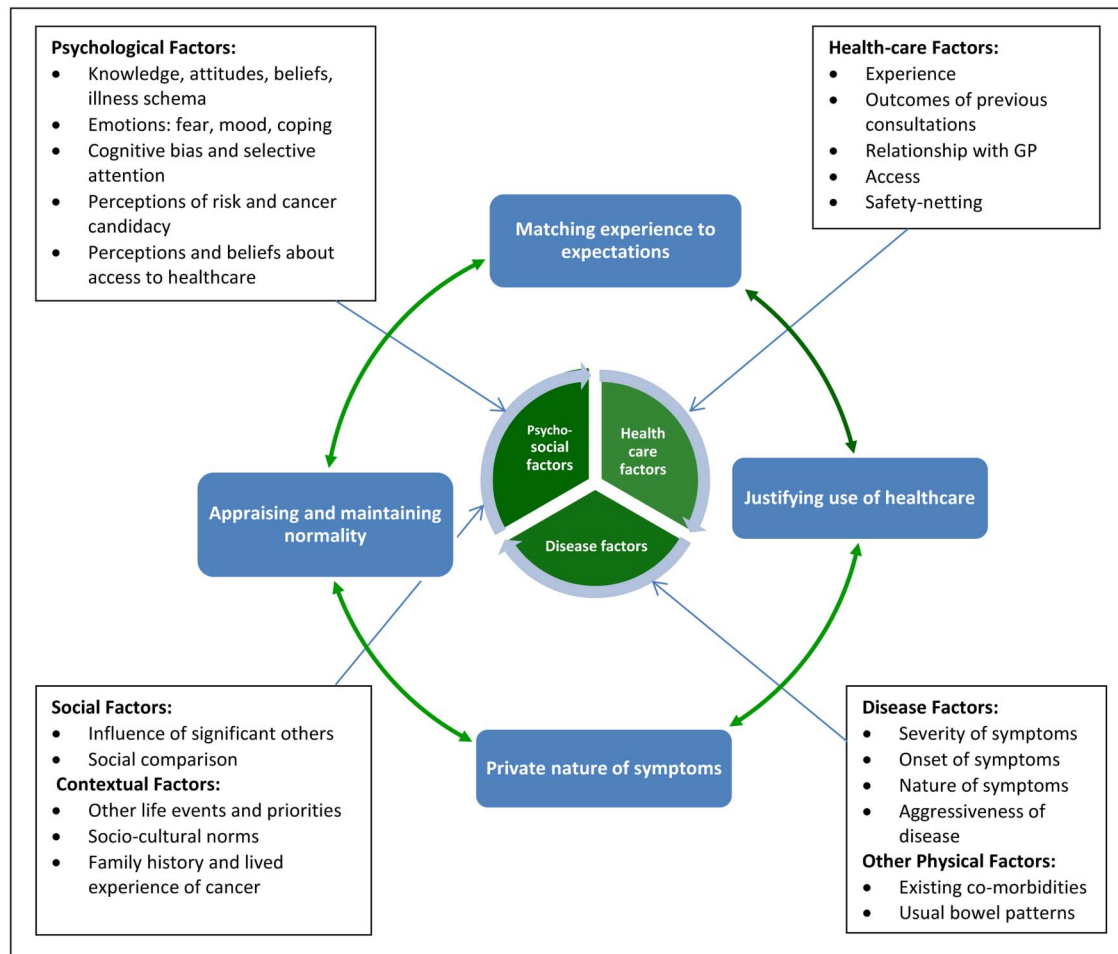 Psychological Factors:
• Knowledge, attitudes, beliefs,
illness schema
• Emotions: fear, mood, coping
• Cognitive bias and selective
attention
• Perceptions of risk and cancer
candidacy
• Perceptions and beliefs about
access to healthcare
Health-care Factors:
• Experience
• Outcomes of previous
consultations
• Relationship with GP
• Access
• Safety-netting
Matching experience to
expectations
Psycho-
social
factors
Health
care
factors
Disease factors
Appraising and maintaining
normality
Justifying use of healthcare
Private nature of symptoms
Social Factors:
• Influence of significant others
• Social comparison
Contextual Factors:
• Other life events and priorities
• Socio-cultural norms
• Family history and lived
experience of cancer
Disease Factors:
• Severity of symptoms
• Onset of symptoms
• Nature of symptoms
• Aggressiveness of
disease
Other Physical Factors:
• Existing co-morbidities
• Usual bowel patterns